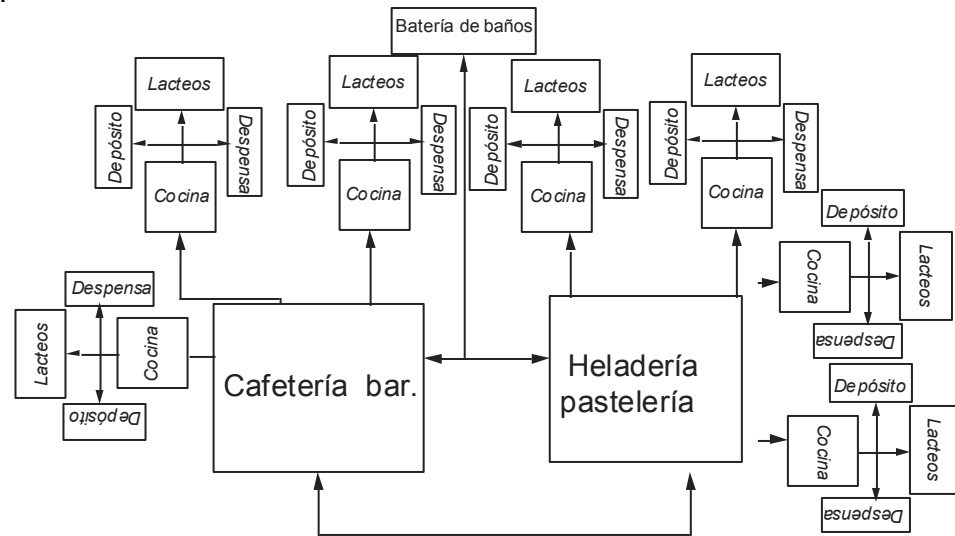 Batería de baños
Lacteos
Depósito
Despensa
Cocina
Lacteos
Depósito
Despensa
Cocina
Lacteos
Depósito
Despensa
Cocina
Lacteos
Depósito
Despensa
Cocina
Despensa
Lacteos
Cocina
Depósito
Cafetería bar.
Heladería
pastelería
Depósito
Cocina
Lacteos
Despensa
Depósito
Cocina
Lacteos
Despensa